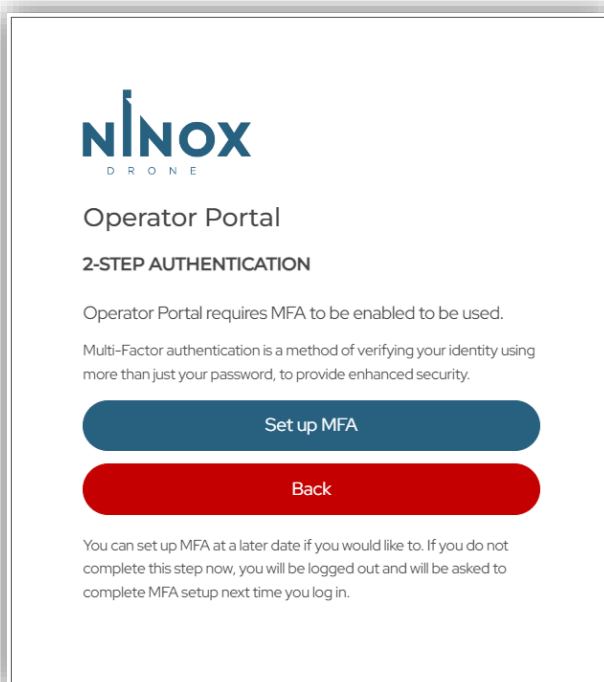 NINOX
DRONE
Operator Portal
2-STEP AUTHENTICATION
Operator Portal requires MFA to be enabled to be used.
Multi-Factor authentication is a method of verifying your identity using
more than just your password, to provide enhanced security.
Set up MFA
Back
You can set up MFA at a later date if you would like to. If you do not
complete this step now, you will be logged out and will be asked to
complete MFA setup next time you log in.